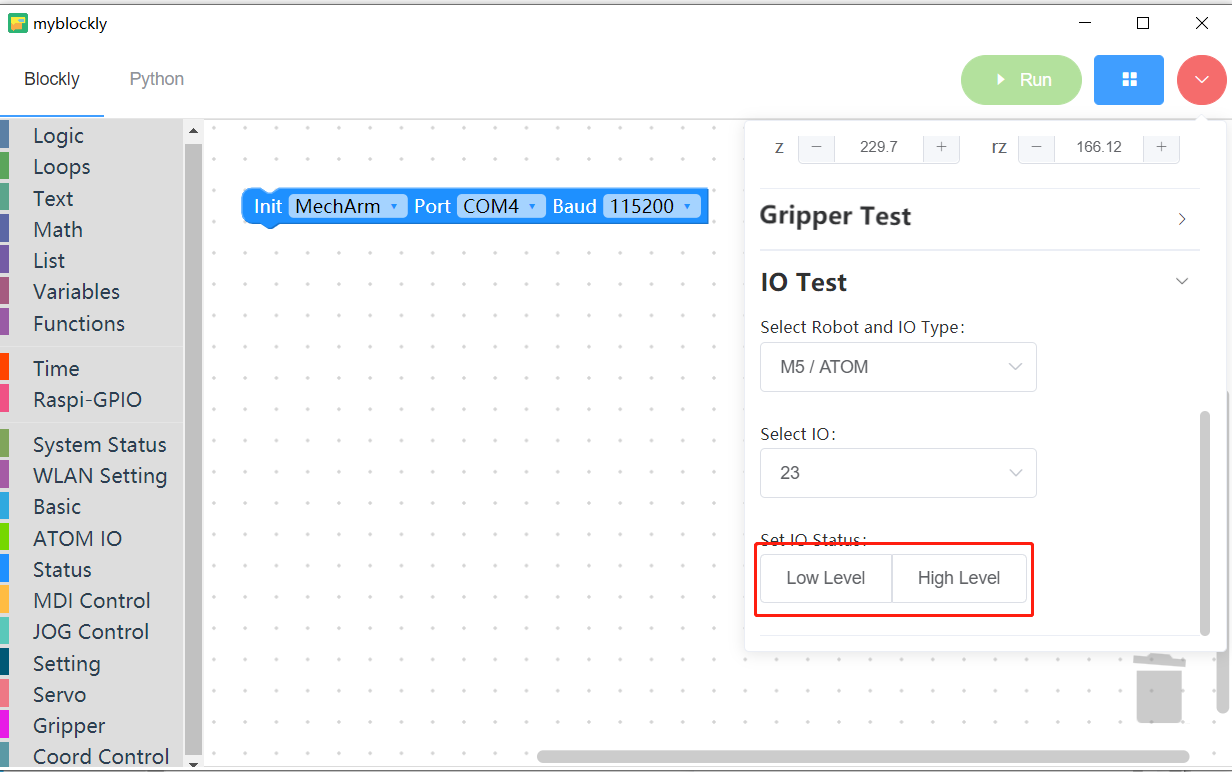 myblockly
Blockly Python Run
Logic
Loops
Text
Math
List
Variables
Functions
Time
Raspi-GPIO
System Status
WLAN Setting
Basic
ATOM IO
Status
MDI Control
JOG Control
Setting
Servo
Gripper
Coord Control
Init MechArm Port COM4 Baud 115200
z − 229.7 + rz − 166.12 +
Gripper Test
IO Test
Select Robot and IO Type:
M5 / ATOM
Select IO:
23
Set IO Status:
Low Level High Level